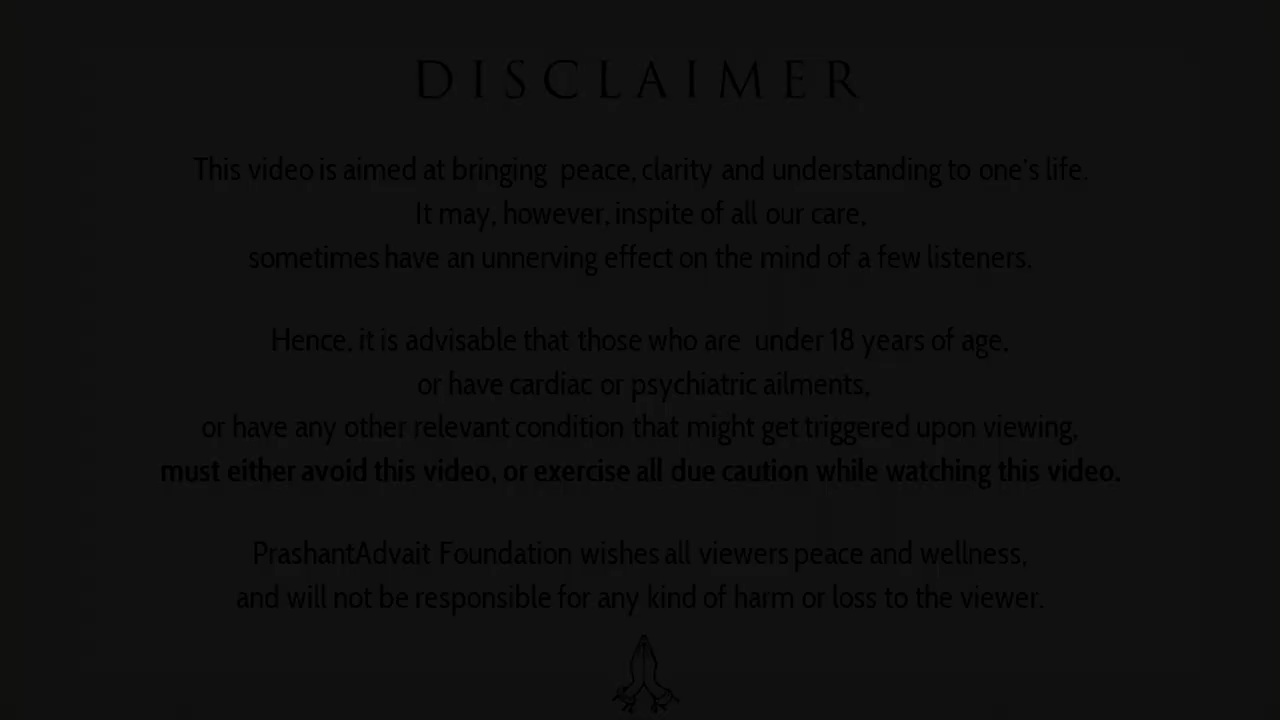 DISCLAIMER
This video is aimed at bringing peace, clarity and understanding to one's life.
It may, however, inspite of all our care,
sometimes have an unnerving effect on the mind of a few listeners.
Hence, it is advisable that those who are under 18 years of age,
or have cardiac or psychiatric ailments,
or have any other relevant condition that might get triggered upon viewing,
must either avoid this video, or exercise all due caution while watching this video.
PrashantAdvait Foundation wishes all viewers peace and wellness,
and will not be responsible for any kind of harm or loss to the viewer.